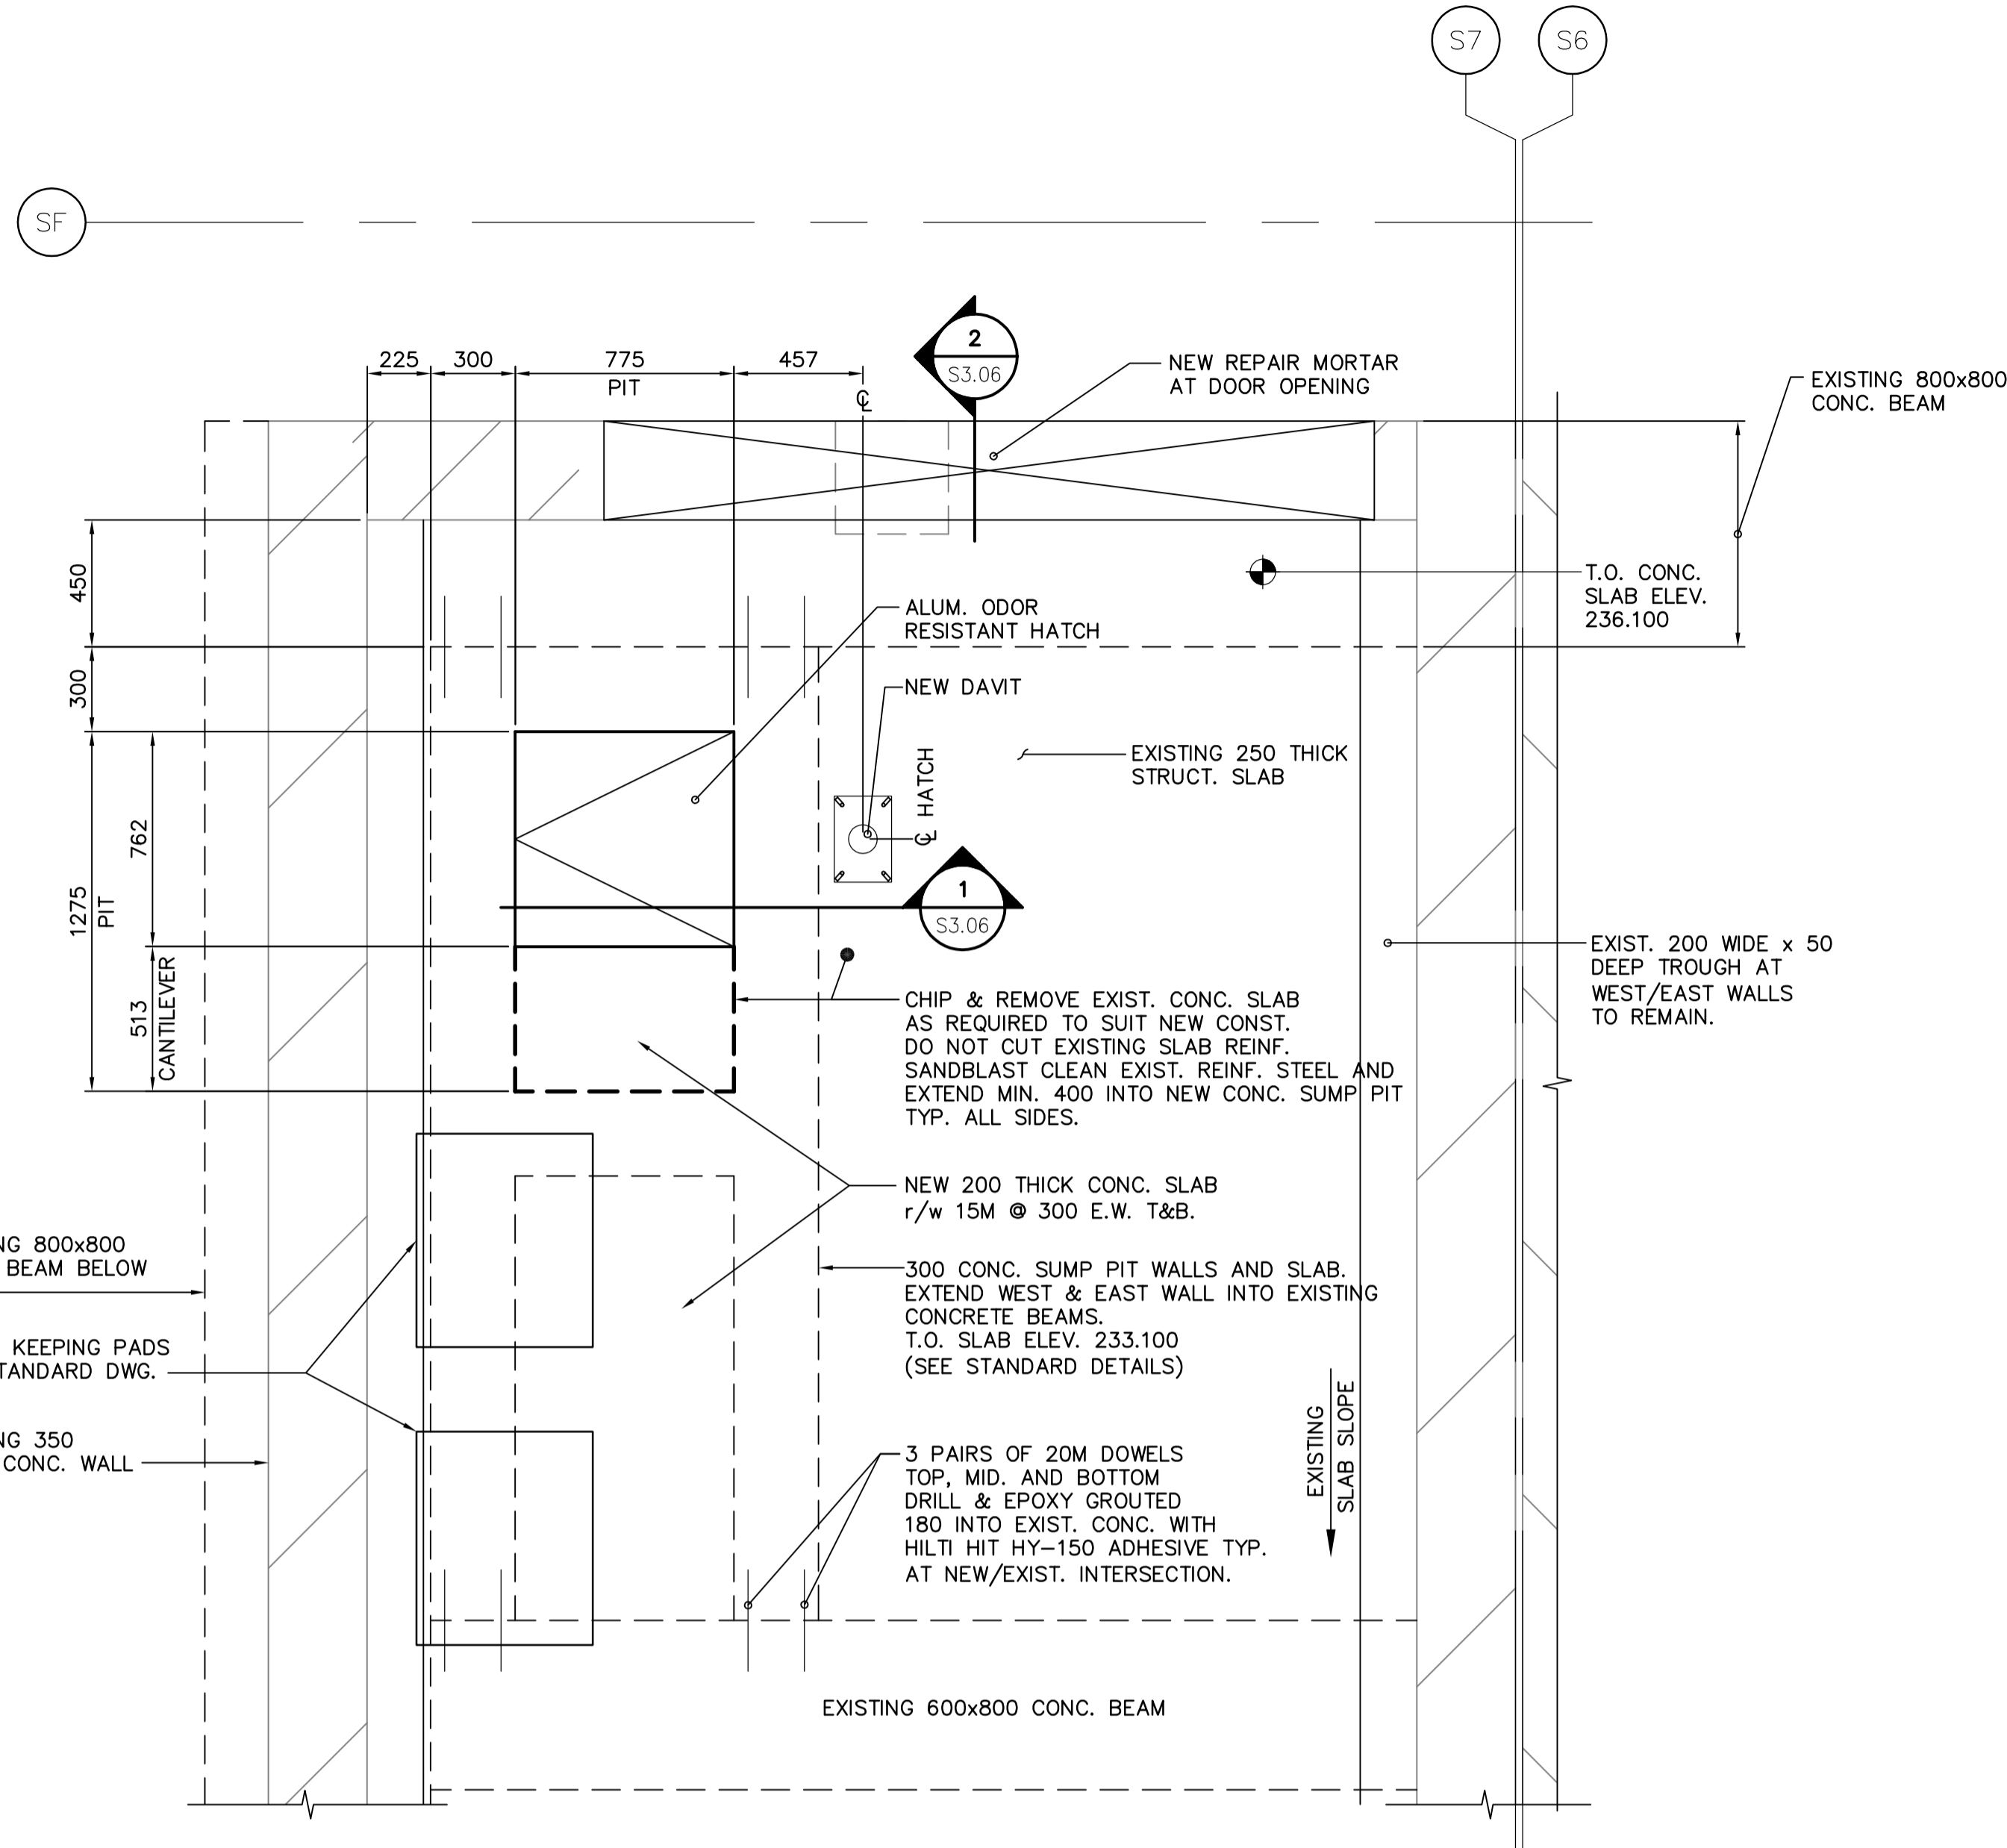 S7
S6
SF
2
S3.06
NEW REPAIR MORTAR
AT DOOR OPENING
EXISTING 800x800
CONC. BEAM
225
300
775
PIT
457
℄
450
300
1275
PIT
762
513
CANTILEVER
T.O. CONC.
SLAB ELEV.
236.100
ALUM. ODOR
RESISTANT HATCH
NEW DAVIT
℄ HATCH
EXISTING 250 THICK
STRUCT. SLAB
1
S3.06
EXIST. 200 WIDE x 50
DEEP TROUGH AT
WEST/EAST WALLS
TO REMAIN.
CHIP & REMOVE EXIST. CONC. SLAB
AS REQUIRED TO SUIT NEW CONST.
DO NOT CUT EXISTING SLAB REINF.
SANDBLAST CLEAN EXIST. REINF. STEEL AND
EXTEND MIN. 400 INTO NEW CONC. SUMP PIT
TYP. ALL SIDES.
NEW 200 THICK CONC. SLAB
r/w 15M @ 300 E.W. T&B.
NG 800x800
BEAM BELOW
300 CONC. SUMP PIT WALLS AND SLAB.
EXTEND WEST & EAST WALL INTO EXISTING
CONCRETE BEAMS.
T.O. SLAB ELEV. 233.100
(SEE STANDARD DETAILS)
KEEPING PADS
TANDARD DWG.
NG 350
CONC. WALL
3 PAIRS OF 20M DOWELS
TOP, MID. AND BOTTOM
DRILL & EPOXY GROUTED
180 INTO EXIST. CONC. WITH
HILTI HIT HY-150 ADHESIVE TYP.
AT NEW/EXIST. INTERSECTION.
EXISTING
SLAB SLOPE
EXISTING 600x800 CONC. BEAM